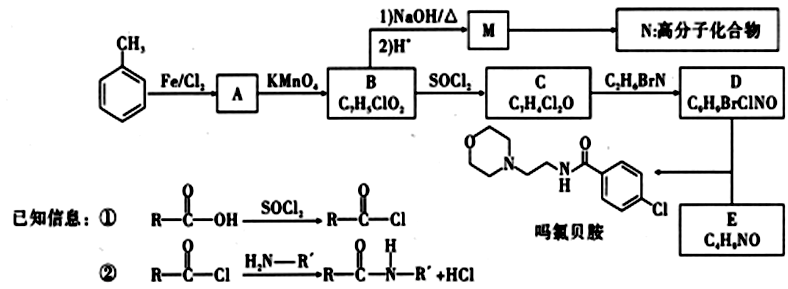 CH₃
1)NaOH/△
2)H⁺
M
N:高分子化合物
Fe/Cl₂
A
KMnO₄
B
C₇H₅ClO₂
SOCl₂
C
C₇H₄Cl₂O
C₂H₆BrN
D
C₉H₉BrClNO
O
N
N
H
O
Cl
吗氯贝胺
E
C₄H₉NO
已知信息：①
O
R—C—OH
SOCl₂
O
R—C—Cl
②
O
R—C—Cl
H₂N—R′
O H
R—C—N—R′+HCl